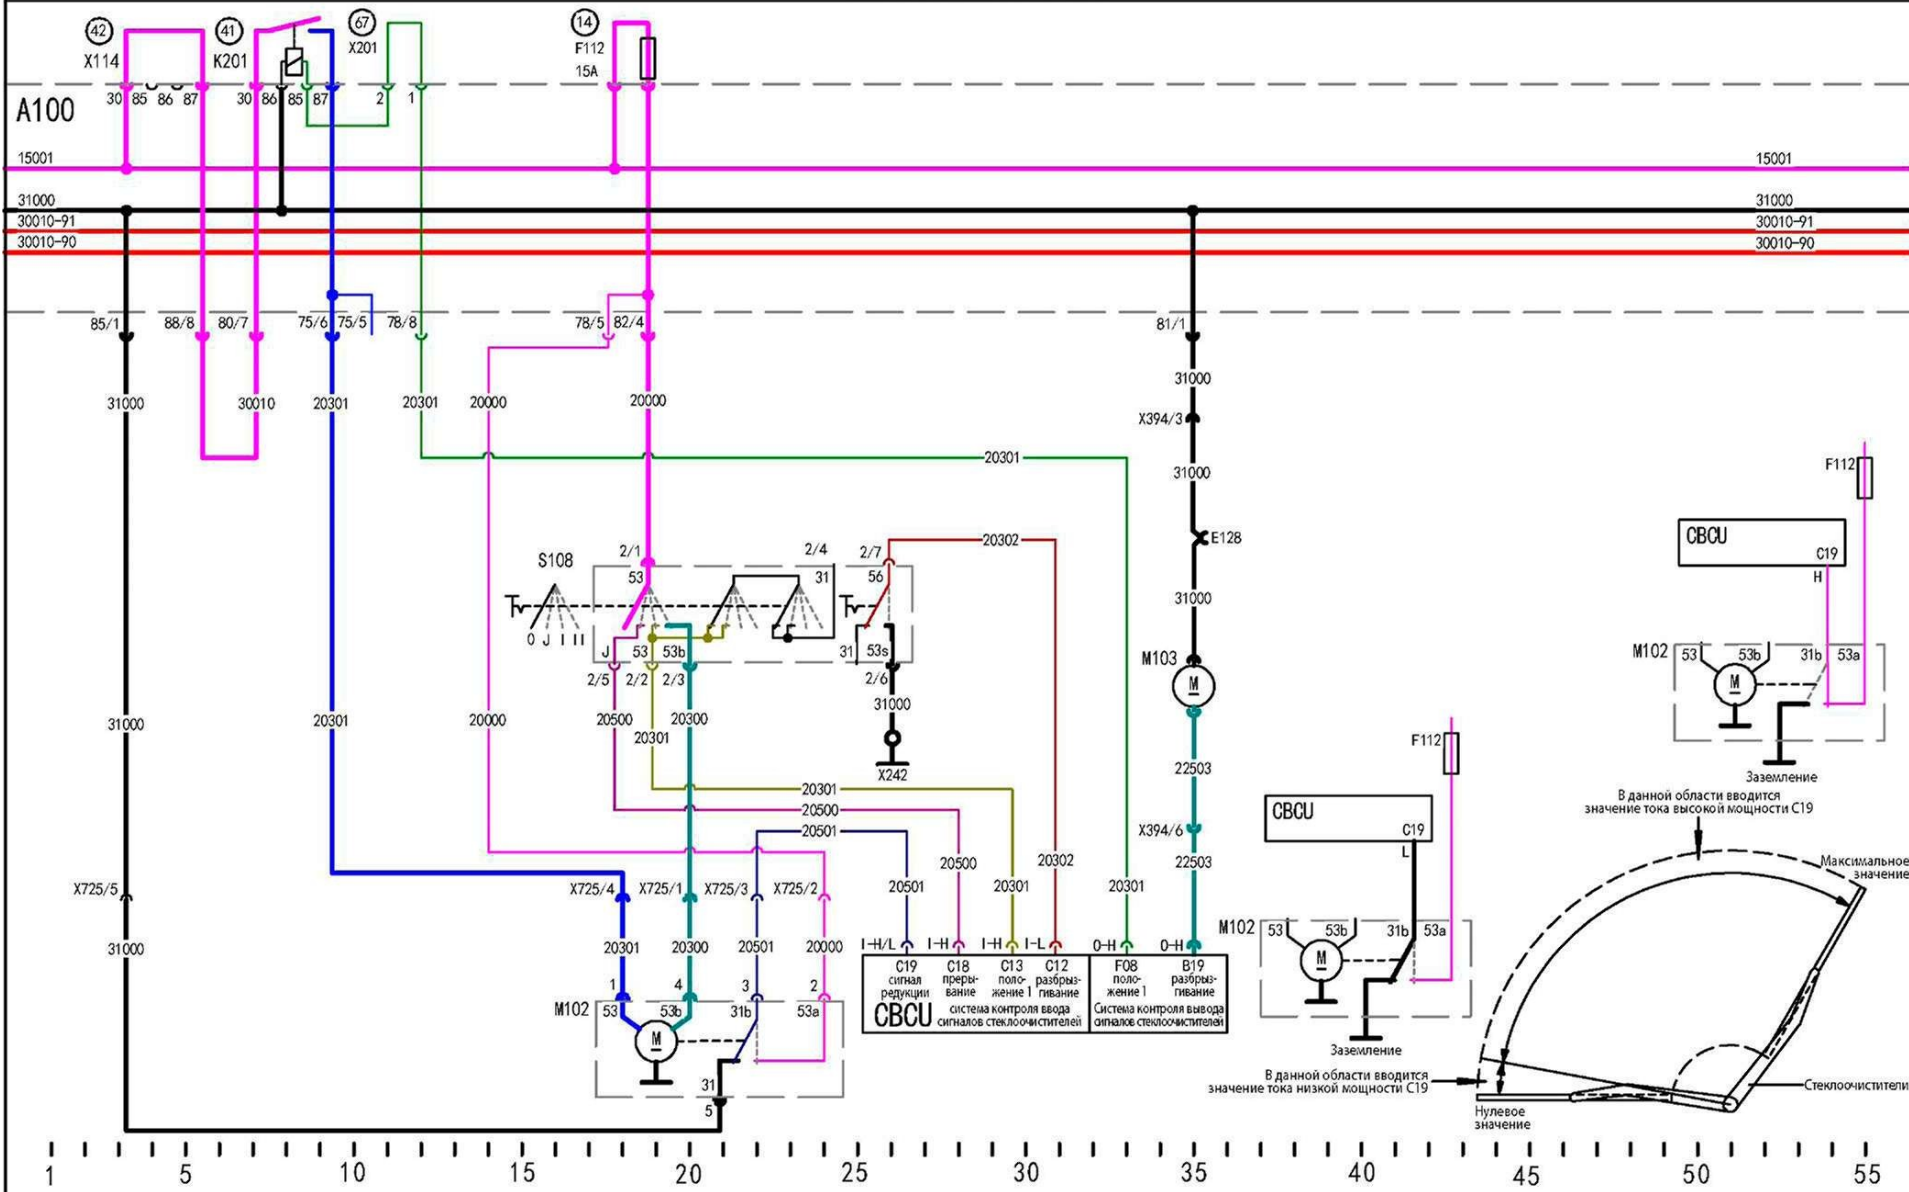 42 41 67 14
X114 K201 X201 F112
15A
30 85 86 87 30 86 85 87 2 1
A100
15001 15001
31000 31000
30010-91 30010-91
30010-90 30010-90
85/1 88/8 80/7 75/6 75/5 78/8 78/5 82/4 81/1
31000
31000 30010 20301 20301 20000 20000
X394/3
20301
31000
F112
CBCU
C19
H
E128
20302
S108 2/1 2/4 2/7
53 31 56
31000
0 J I II
J 53 53b 31 53s
2/5 2/2 2/3 2/6
M103
M
M102 53 53b 31b 53a
M
31000
31000 20301 20000 20500 20300
20301
X242
F112
22503
Заземление
20301
20500
20501
В данной области вводится
значение тока высокой мощности C19
CBCU
C19
L
X394/6
20500 20302 22503
Максимальное
значение
X725/5 X725/4 X725/1 X725/3 X725/2
20501 20301 20301
M102 53 53b 31b 53a
M
31000 20301 20300 20501 20000
I-H/L I-H I-H I-L 0-H 0-H
C19 C18 C13 C12 F08 B19
сигнал преры- поло- разбрыз- поло- разбрыз-
редукции вание жение 1 гивание жение 1 гивание
CBCU
система контроля ввода
сигналов стеклоочистителей
Система контроля вывода
сигналов стеклоочистителей
1 4 3 2
M102 53 53b 31b 53a
M
31
5
Заземление
В данной области вводится
значение тока низкой мощности C19
Стеклоочистители
Нулевое
значение
1 5 10 15 20 25 30 35 40 45 50 55